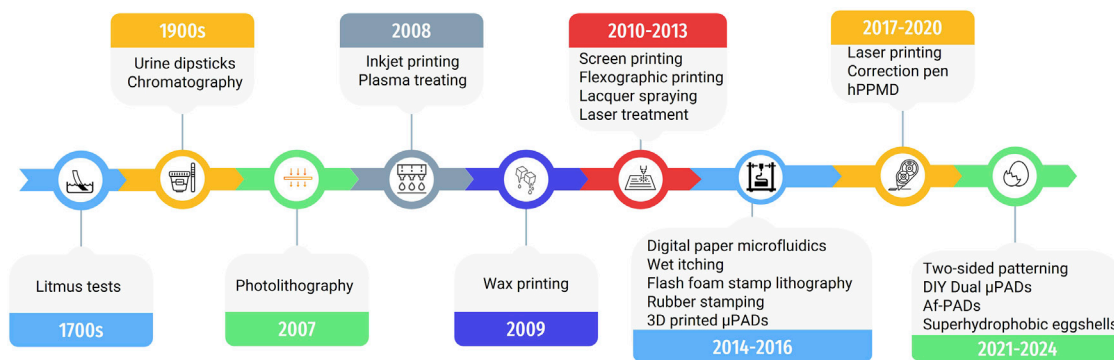 1900s
Urine dipsticks
Chromatography
2008
Inkjet printing
Plasma treating
2010-2013
Screen printing
Flexographic printing
Lacquer spraying
Laser treatment
2017-2020
Laser printing
Correction pen
hPPMD
Litmus tests
1700s
Photolithography
2007
Wax printing
2009
Digital paper microfluidics
Wet itching
Flash foam stamp lithography
Rubber stamping
3D printed µPADs
2014-2016
Two-sided patterning
DIY Dual µPADs
Af-PADs
Superhydrophobic eggshells
2021-2024